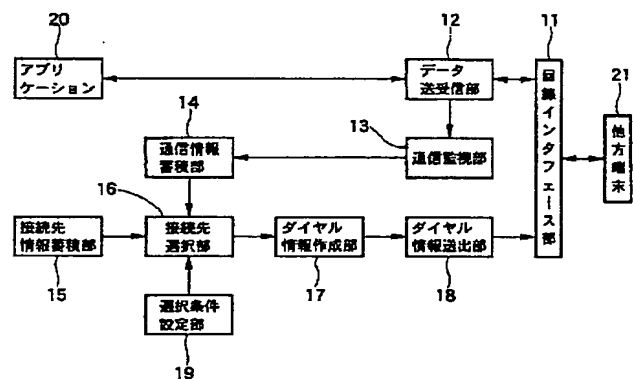 20
アプリ
ケーション
12
データ
送受信部
11
回線インタフェース部
21
他方端末
14
通信情報
蓄積部
13
通信監視部
16
接続先
情報蓄積部
15
接続先
選択部
ダイヤル
情報作成部
17
ダイヤル
情報送出部
18
選択条件
設定部
19